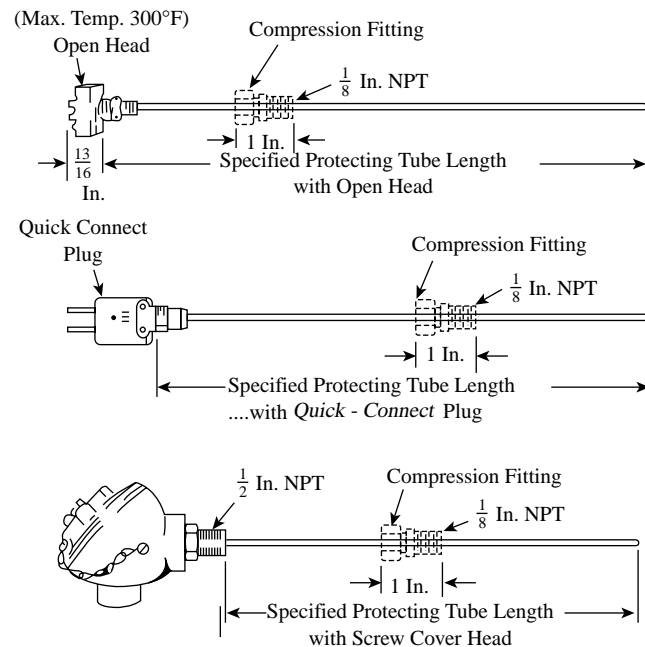 (Max. Temp. 300°F)
Open Head
Compression Fitting
1/8 In. NPT
1 In.
13/16
In.
Specified Protecting Tube Length
with Open Head
Quick Connect
Plug
Compression Fitting
1/8 In. NPT
1 In.
Specified Protecting Tube Length
....with Quick - Connect Plug
1/2 In. NPT
Compression Fitting
1/8 In. NPT
1 In.
Specified Protecting Tube Length
with Screw Cover Head